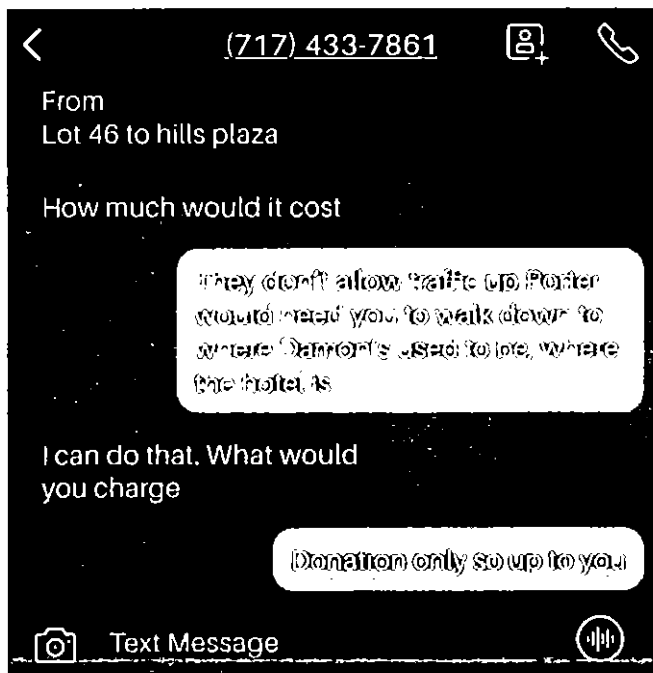 (717) 433-7861
From
Lot 46 to hills plaza
How much would it cost
They don't allow traffic up Porter
would need you to walk down to
where Damon's used to be, where
the hotel is
I can do that. What would
you charge
Donation only so up to you
Text Message